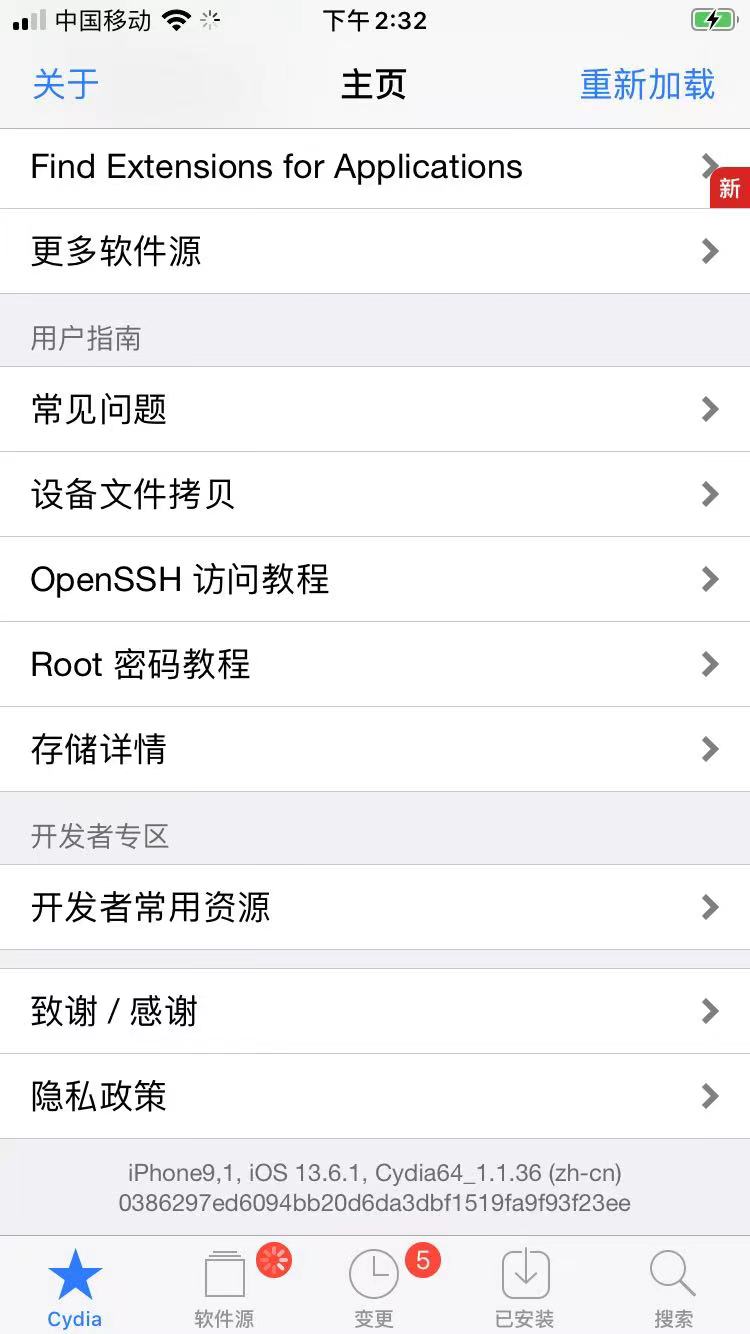 中国移动 下午2:32
关于 主页 重新加载
Find Extensions for Applications
新
更多软件源
用户指南
常见问题
设备文件拷贝
OpenSSH 访问教程
Root 密码教程
存储详情
开发者专区
开发者常用资源
致谢 / 感谢
隐私政策
iPhone9,1, iOS 13.6.1, Cydia64_1.1.36 (zh-cn)
0386297ed6094bb20d6da3dbf1519fa9f93f23ee
5
Cydia 软件源 变更 已安装 搜索